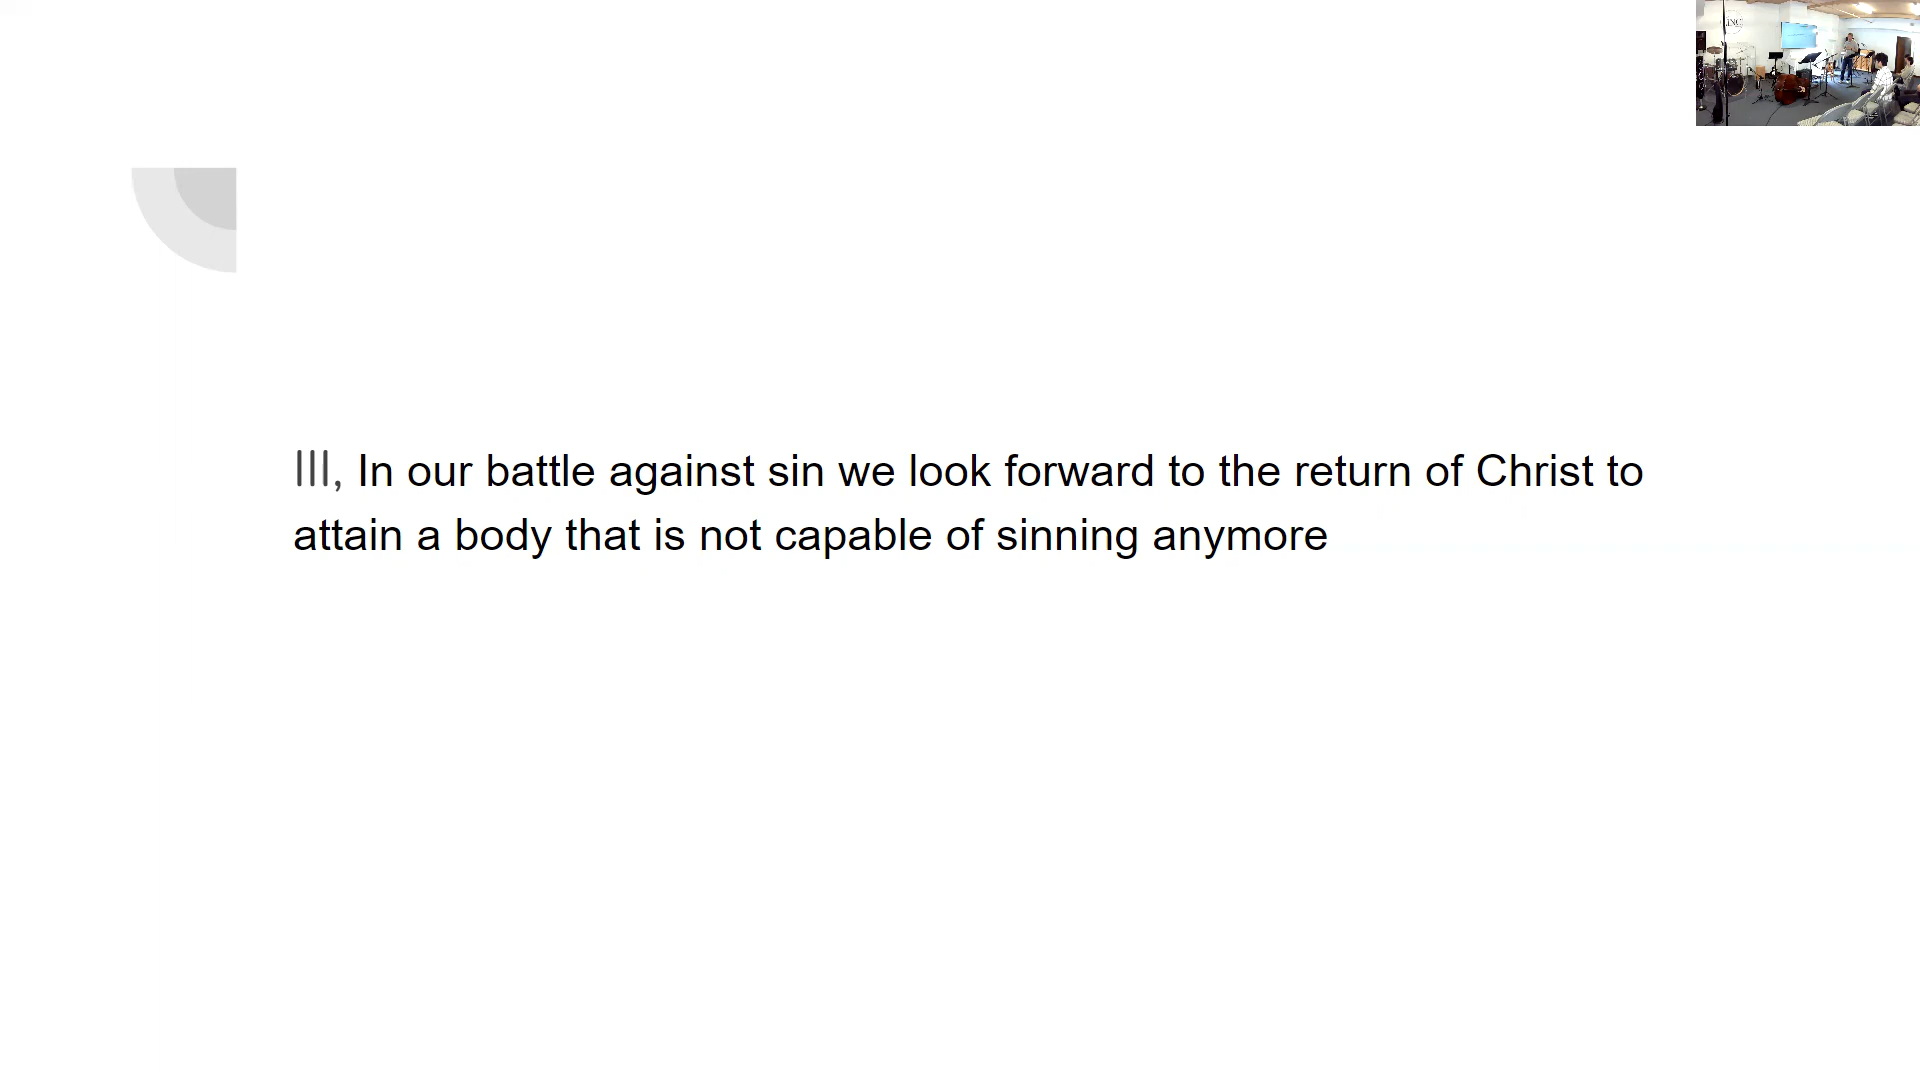 III, In our battle against sin we look forward to the return of Christ to
attain a body that is not capable of sinning anymore